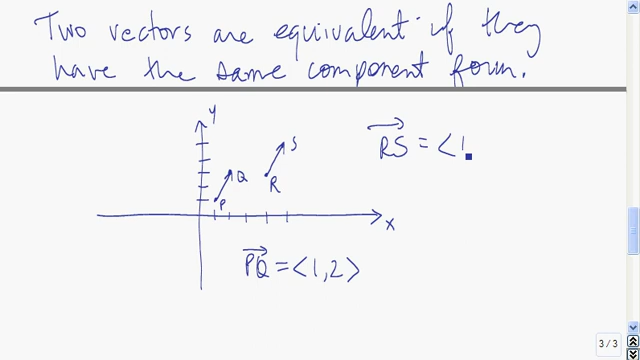 Two vectors are equivalent if they
have the same component form.
y
S
Q
R
P
x
RS = <1
PQ = <1,2>
3 / 3